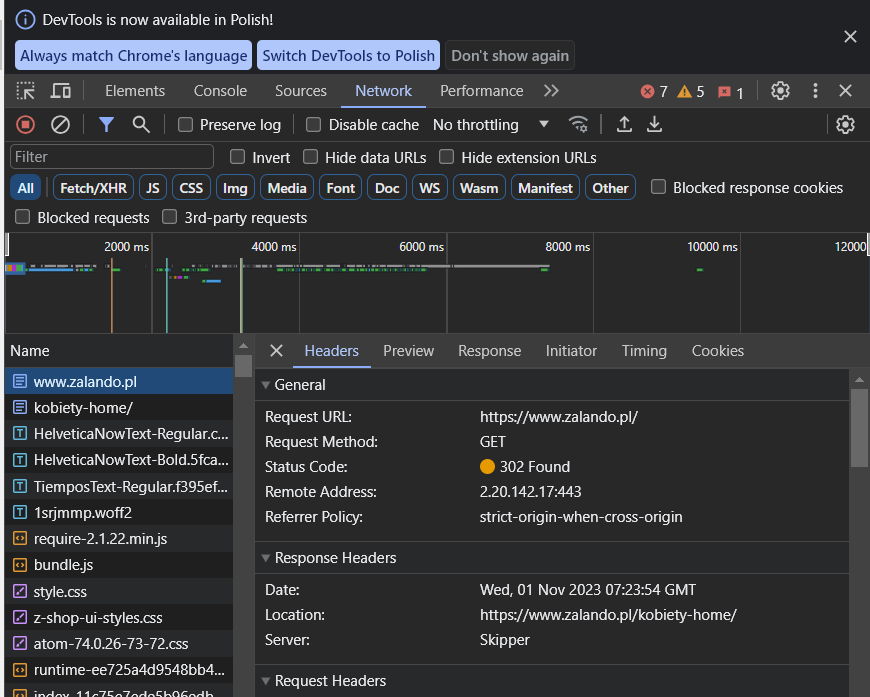 DevTools is now available in Polish!
Always match Chrome's language Switch DevTools to Polish Don't show again
Elements Console Sources Network Performance 7 5 1
Preserve log Disable cache No throttling
Filter Invert Hide data URLs Hide extension URLs
All Fetch/XHR JS CSS Img Media Font Doc WS Wasm Manifest Other Blocked response cookies
Blocked requests 3rd-party requests
2000 ms 4000 ms 6000 ms 8000 ms 10000 ms 12000
Name
www.zalando.pl
kobiety-home/
HelveticaNowText-Regular.c...
HelveticaNowText-Bold.5fca...
TiemposText-Regular.f395ef...
1srjmmp.woff2
require-2.1.22.min.js
bundle.js
style.css
z-shop-ui-styles.css
atom-74.0.26-73-72.css
runtime-ee725a4d9548bb4...
Headers Preview Response Initiator Timing Cookies
General
Request URL: https://www.zalando.pl/
Request Method: GET
Status Code: 302 Found
Remote Address: 2.20.142.17:443
Referrer Policy: strict-origin-when-cross-origin
Response Headers
Date: Wed, 01 Nov 2023 07:23:54 GMT
Location: https://www.zalando.pl/kobiety-home/
Server: Skipper
Request Headers